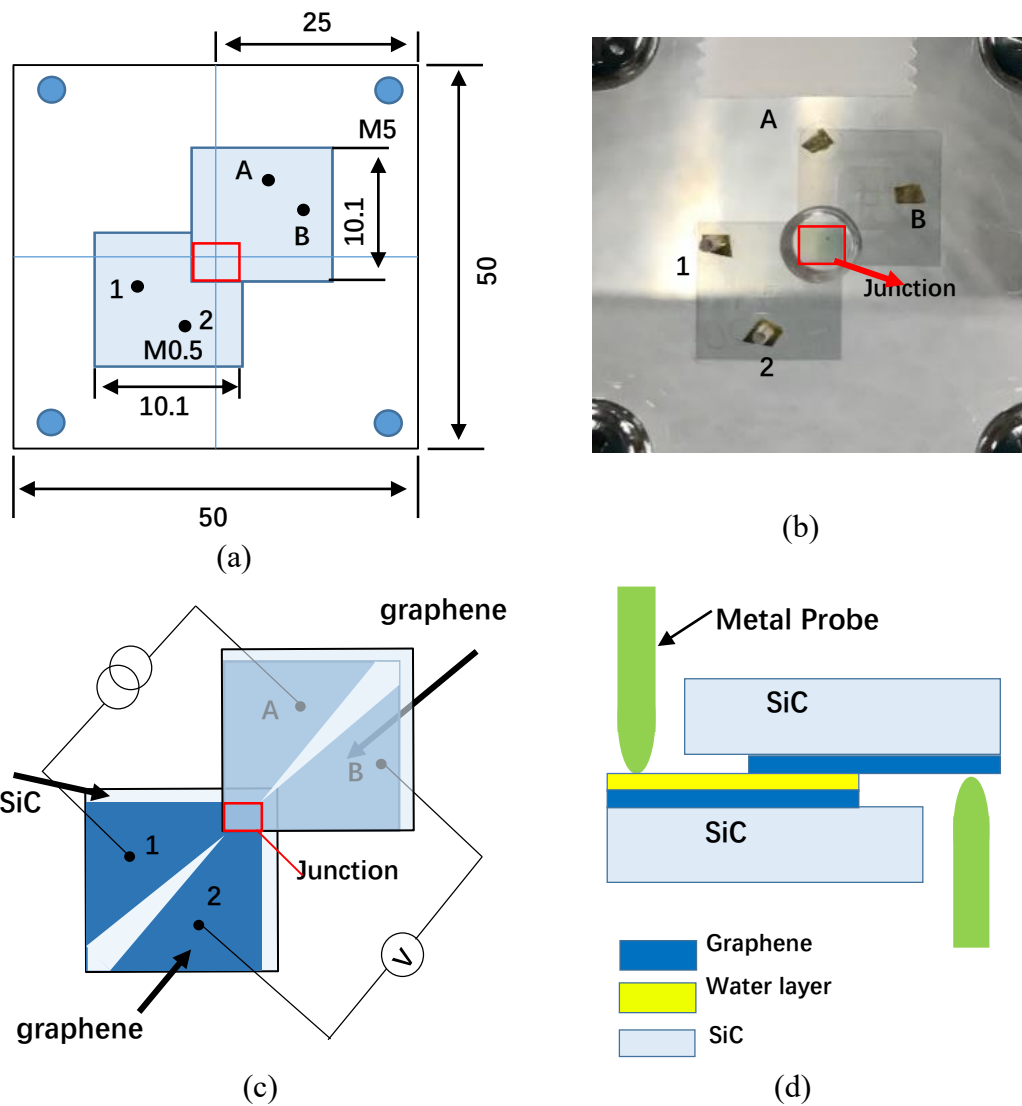 25
M5
A
B
10.1
50
1
2
M0.5
10.1
50
(a)
A
B
1
Junction
2
(b)
graphene
A
B
SiC
1
2
Junction
V
graphene
(c)
Metal Probe
SiC
SiC
Graphene
Water layer
SiC
(d)